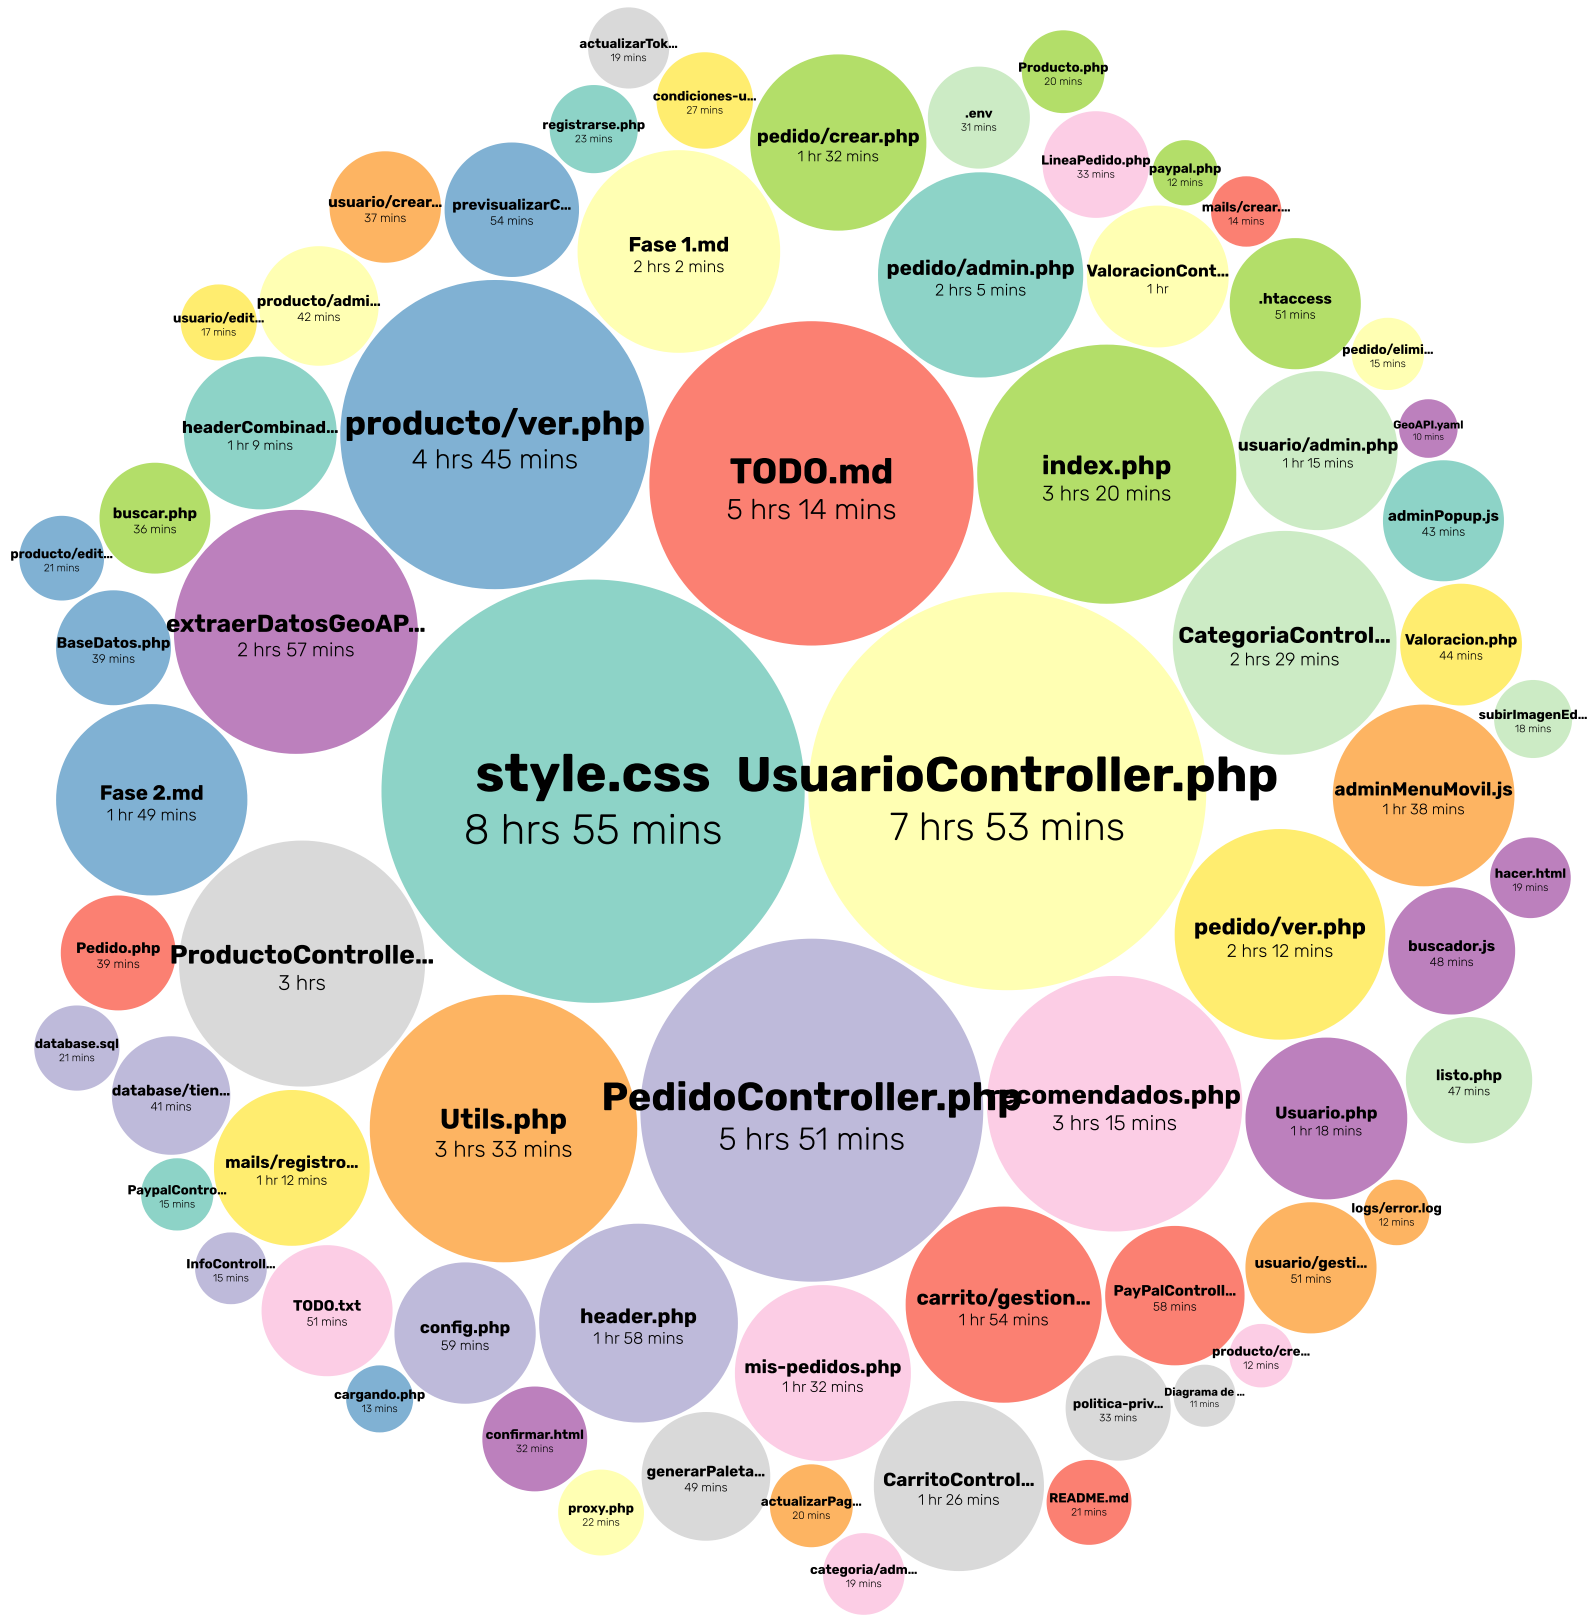 actualizarTok...
19 mins
condiciones-u...
27 mins
registrarse.php
23 mins
pedido/crear.php
1 hr 32 mins
.env
31 mins
Producto.php
20 mins
LineaPedido.php
33 mins
paypal.php
12 mins
mails/crear....
14 mins
usuario/crear...
37 mins
previsualizarC...
54 mins
Fase 1.md
2 hrs 2 mins
pedido/admin.php
2 hrs 5 mins
ValoracionCont...
1 hr
.htaccess
51 mins
usuario/edit...
17 mins
producto/admi...
42 mins
pedido/elimi...
15 mins
headerCombinad...
1 hr 9 mins
producto/ver.php
4 hrs 45 mins
TODO.md
5 hrs 14 mins
index.php
3 hrs 20 mins
usuario/admin.php
1 hr 15 mins
GeoAPI.yaml
10 mins
buscar.php
36 mins
adminPopup.js
43 mins
producto/edit...
21 mins
BaseDatos.php
39 mins
extraerDatosGeoAP...
2 hrs 57 mins
CategoriaControl...
2 hrs 29 mins
Valoracion.php
44 mins
subirImagenEd...
18 mins
Fase 2.md
1 hr 49 mins
style.css
8 hrs 55 mins
UsuarioController.php
7 hrs 53 mins
adminMenuMovil.js
1 hr 38 mins
hacer.html
19 mins
Pedido.php
39 mins
ProductoControlle...
3 hrs
pedido/ver.php
2 hrs 12 mins
buscador.js
48 mins
database.sql
21 mins
database/tien...
41 mins
Utils.php
3 hrs 33 mins
PedidoController.php
5 hrs 51 mins
recomendados.php
3 hrs 15 mins
Usuario.php
1 hr 18 mins
listo.php
47 mins
mails/registro...
1 hr 12 mins
PaypalContro...
15 mins
logs/error.log
12 mins
InfoControll...
15 mins
TODO.txt
51 mins
config.php
59 mins
header.php
1 hr 58 mins
carrito/gestion...
1 hr 54 mins
PayPalControll...
58 mins
usuario/gesti...
51 mins
mis-pedidos.php
1 hr 32 mins
producto/cre...
12 mins
cargando.php
13 mins
politica-priv...
33 mins
Diagrama de ...
11 mins
confirmar.html
32 mins
generarPaleta...
49 mins
CarritoControl...
1 hr 26 mins
proxy.php
22 mins
actualizarPag...
20 mins
README.md
21 mins
categoria/adm...
19 mins